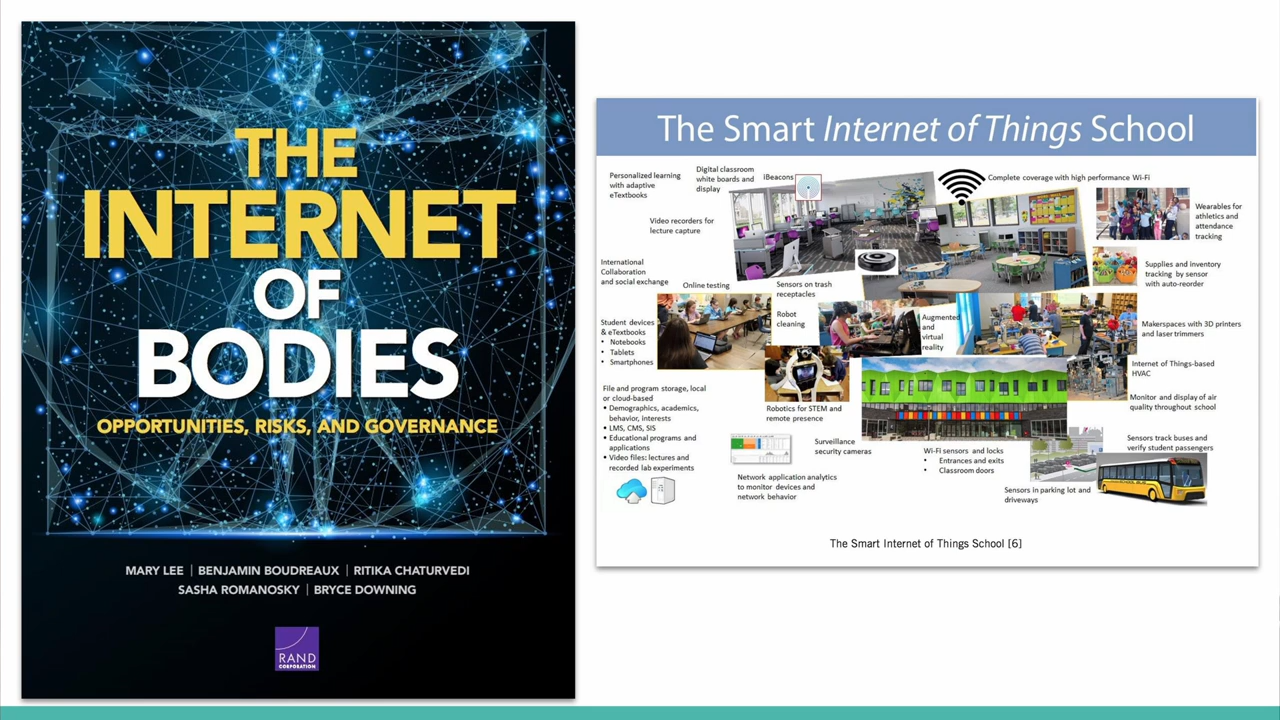 THE
INTERNET
OF
BODIES
OPPORTUNITIES, RISKS, AND GOVERNANCE
MARY LEE | BENJAMIN BOUDREAUX | RITIKA CHATURVEDI
SASHA ROMANOSKY | BRYCE DOWNING
RAND
CORPORATION
The Smart Internet of Things School
Personalized learning
with adaptive
eTextbooks
Digital classroom
white boards and
display
iBeacons
Complete coverage with high performance Wi-Fi
Video recorders for
lecture capture
Wearables for
athletics and
attendance
tracking
International
Collaboration
and social exchange
Online testing
Sensors on trash
receptacles
Supplies and inventory
tracking by sensor
with auto-reorder
Student devices
& eTextbooks
• Notebooks
• Tablets
• Smartphones
Robot
cleaning
Augmented
and
virtual
reality
Makerspaces with 3D printers
and laser trimmers
Internet of Things-based
HVAC
File and program storage, local
or cloud-based
• Demographics, academics,
behavior, interests
• LMS, CMS, SIS
• Educational programs and
applications
• Video files: lectures and
recorded lab experiments
Robotics for STEM and
remote presence
Monitor and display of air
quality throughout school
Surveillance
security cameras
Wi-Fi sensors and locks
• Entrances and exits
• Classroom doors
Sensors track buses and
verify student passengers
Network application analytics
to monitor devices and
network behavior
Sensors in parking lot and
driveways
The Smart Internet of Things School [6]